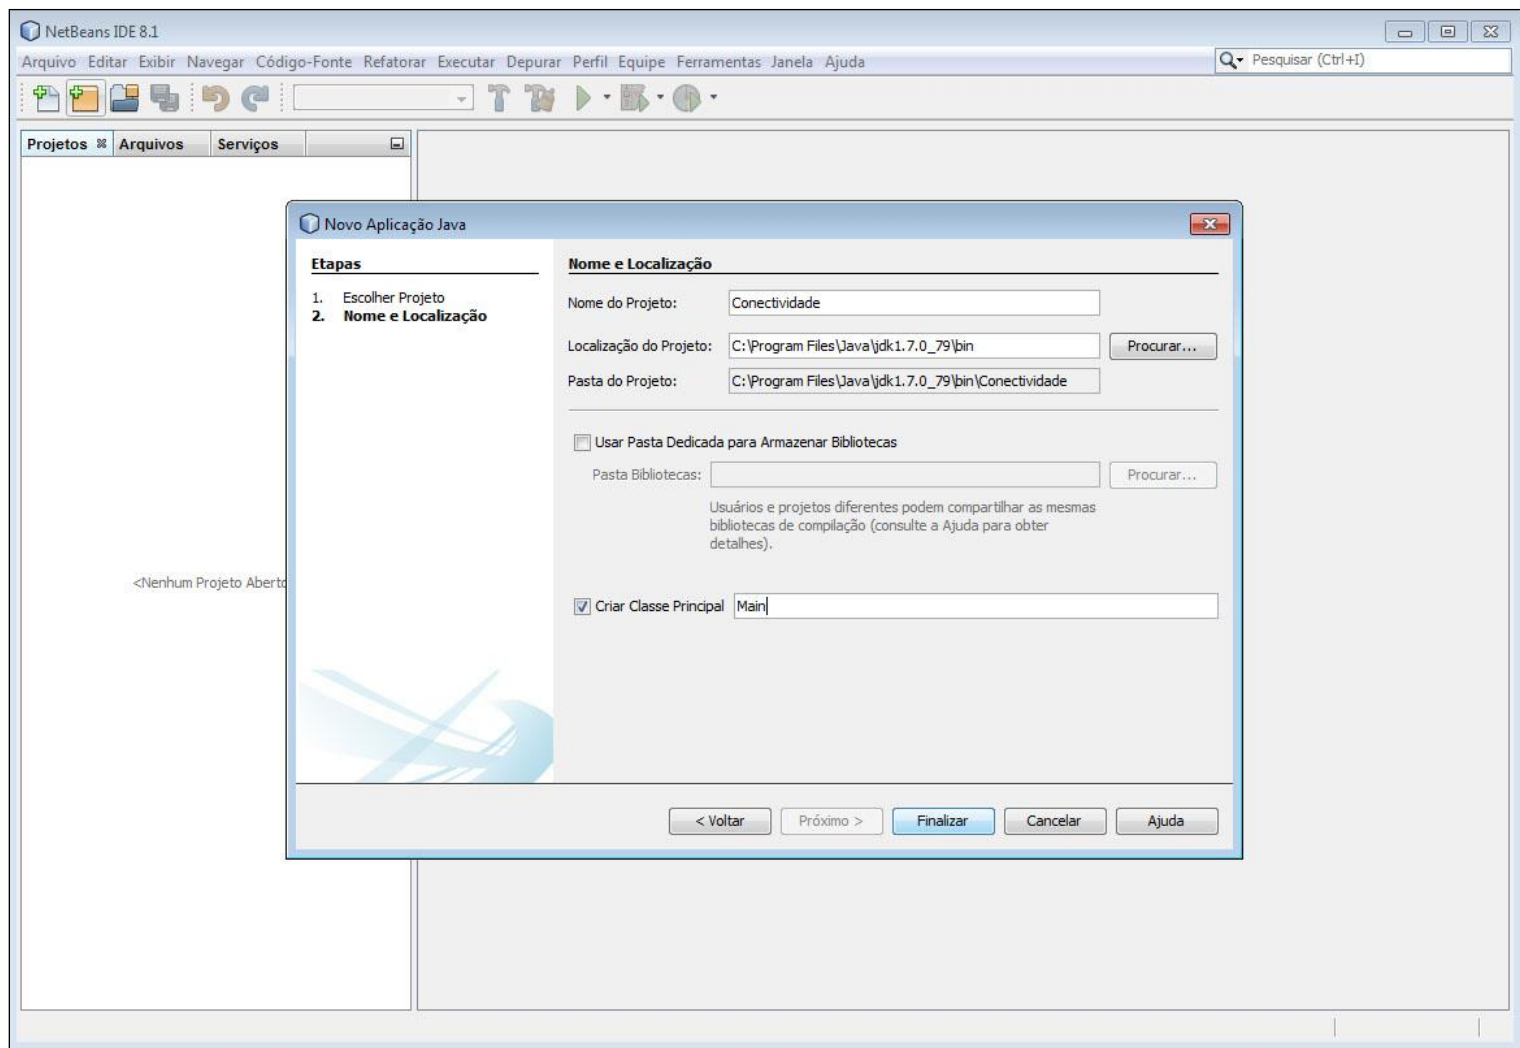 NetBeans IDE 8.1
Arquivo Editar Exibir Navegar Código-Fonte Refatorar Executar Depurar Perfil Equipe Ferramentas Janela Ajuda
Pesquisar (Ctrl+I)
Projetos Arquivos Serviços
<Nenhum Projeto Aberto
Novo Aplicação Java
Etapas
1. Escolher Projeto
2. Nome e Localização
Nome e Localização
Nome do Projeto: Conectividade
Localização do Projeto: C:\Program Files\Java\jdk1.7.0_79\bin Procurar...
Pasta do Projeto: C:\Program Files\Java\jdk1.7.0_79\bin\Conectividade
Usar Pasta Dedicada para Armazenar Bibliotecas
Pasta Bibliotecas: Procurar...
Usuários e projetos diferentes podem compartilhar as mesmas
bibliotecas de compilação (consulte a Ajuda para obter
detalhes).
Criar Classe Principal Main
< Voltar Próximo > Finalizar Cancelar Ajuda